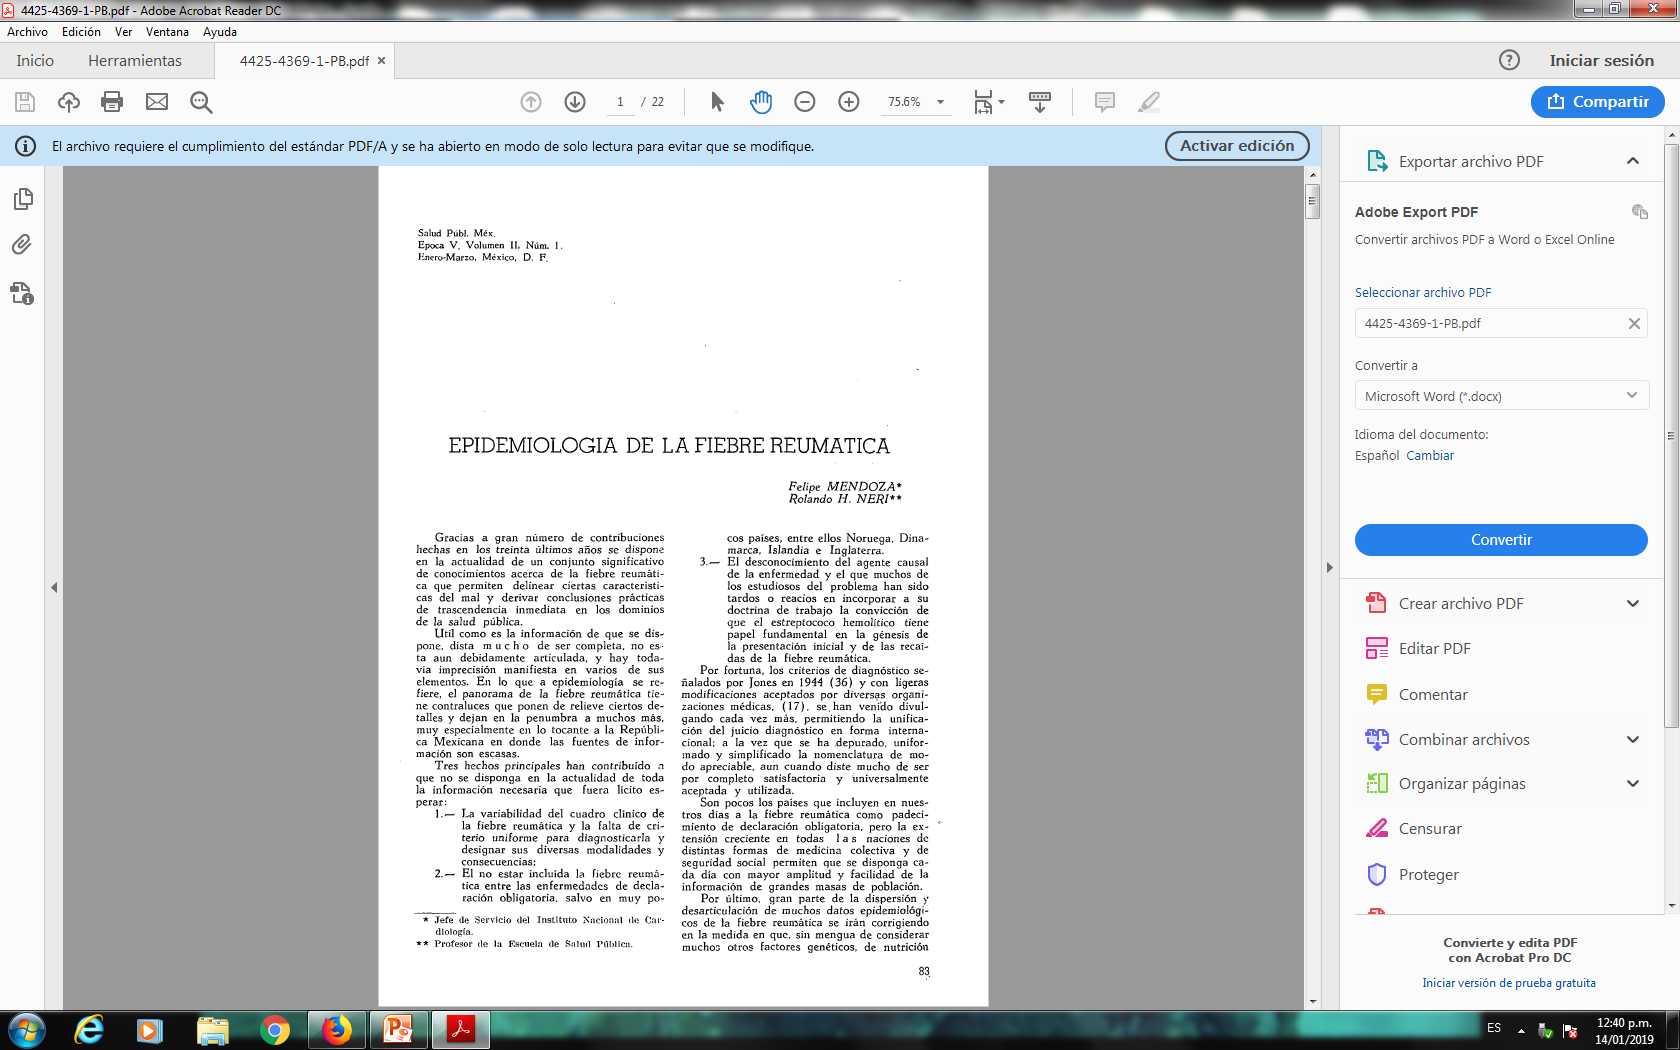 4425-4369-1-PB.pdf - Adobe Acrobat Reader DC
Archivo Edición Ver Ventana Ayuda
Inicio Herramientas 4425-4369-1-PB.pdf × Iniciar sesión
1 / 22 75.6% Compartir
El archivo requiere el cumplimiento del estándar PDF/A y se ha abierto en modo de solo lectura para evitar que se modifique. Activar edición
Salud Públ. Méx.
Epoca V. Volumen II, Núm. 1.
Enero-Marzo. México, D. F.
EPIDEMIOLOGIA DE LA FIEBRE REUMATICA
Felipe MENDOZA*
Rolando H. NERI**
Gracias a gran número de contribuciones
hechas en los treinta últimos años se dispone
en la actualidad de un conjunto significativo
de conocimientos acerca de la fiebre reumáti-
ca que permiten delinear ciertas característi-
cas del mal y derivar conclusiones prácticas
de trascendencia inmediata en los dominios
de la salud pública.
Util como es la información de que se dis-
pone, dista mucho de ser completa, no es-
ta aun debidamente articulada, y hay toda-
vía imprecisión manifiesta en varios de sus
elementos. En lo que a epidemiología se re-
fiere, el panorama de la fiebre reumática tie-
ne contraluces que ponen de relieve ciertos de-
talles y dejan en la penumbra a muchos más,
muy especialmente en lo tocante a la Repúbli-
ca Mexicana en donde las fuentes de infor-
mación son escasas.
Tres hechos principales han contribuído a
que no se disponga en la actualidad de toda
la información necesaria que fuera lícito es-
perar:
1.— La variabilidad del cuadro clínico de
la fiebre reumática y la falta de cri-
terio uniforme para diagnosticarla y
designar sus diversas modalidades y
consecuencias;
2.— El no estar incluída la fiebre reumá-
tica entre las enfermedades de decla-
ración obligatoria, salvo en muy po-
* Jefe de Servicio del Instituto Nacional de Car-
diología.
** Profesor de la Escuela de Salud Pública.
cos países, entre ellos Noruega, Dina-
marca, Islandia e Inglaterra.
3.— El desconocimiento del agente causal
de la enfermedad y el que muchos de
los estudiosos del problema han sido
tardos o reacios en incorporar a su
doctrina de trabajo la convicción de
que el estreptococo hemolítico tiene
papel fundamental en la génesis de
la presentación inicial y de las recaí-
das de la fiebre reumática.
Por fortuna, los criterios de diagnóstico se-
ñalados por Jones en 1944 (36) y con ligeras
modificaciones aceptados por diversas organi-
zaciones médicas, (17), se han venido divul-
gando cada vez más, permitiendo la unifica-
ción del juicio diagnóstico en forma interna-
cional; a la vez que se ha depurado, unifor-
mado y simplificado la nomenclatura de mo-
do apreciable, aun cuando diste mucho de ser
por completo satisfactoria y universalmente
aceptada y utilizada.
Son pocos los países que incluyen en nues-
tros días a la fiebre reumática como padeci-
miento de declaración obligatoria, pero la ex-
tensión creciente en todas las naciones de
distintas formas de medicina colectiva y de
seguridad social permiten que se disponga ca-
da día con mayor amplitud y facilidad de la
información de grandes masas de población.
Por último, gran parte de la dispersión y
desarticulación de muchos datos epidemiológi-
cos de la fiebre reumática se irán corrigiendo
en la medida en que, sin mengua de considerar
muchos otros factores genéticos, de nutrición
83
Exportar archivo PDF
Adobe Export PDF
Convertir archivos PDF a Word o Excel Online
Seleccionar archivo PDF
4425-4369-1-PB.pdf
Convertir a
Microsoft Word (*.docx)
Idioma del documento:
Español Cambiar
Convertir
Crear archivo PDF
Editar PDF
Comentar
Combinar archivos
Organizar páginas
Censurar
Proteger
Convierte y edita PDF
con Acrobat Pro DC
Iniciar versión de prueba gratuita
ES 12:40 p.m.
14/01/2019